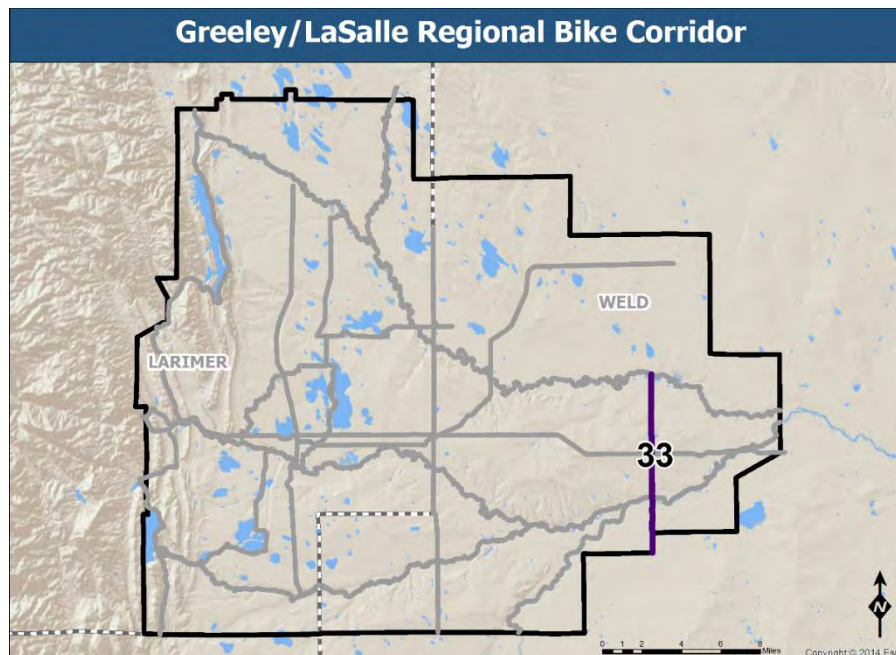 Greeley/LaSalle Regional Bike Corridor
WELD
LARIMER
33
N
0 1 2 4 6 8
Miles
Copyright:© 2014 Es